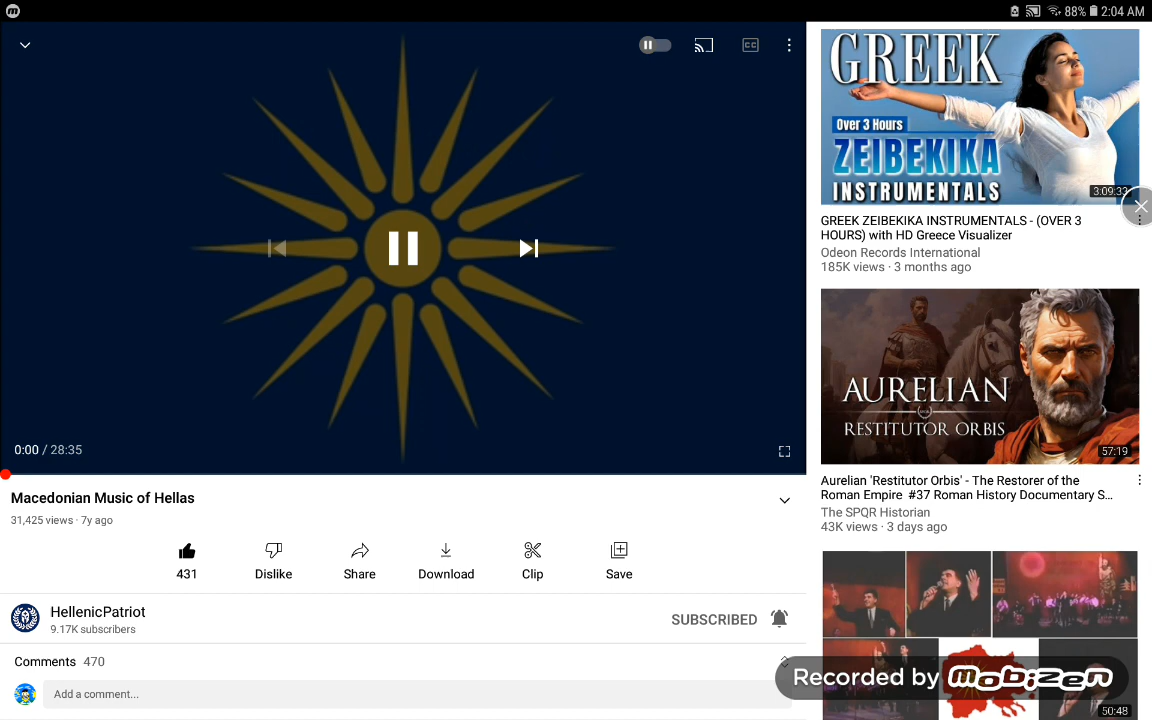 88% 2:04 AM
CC
0:00 / 28:35
Macedonian Music of Hellas
31,425 views · 7y ago
431
Dislike
Share
Download
Clip
Save
HellenicPatriot
9.17K subscribers
SUBSCRIBED
Comments 470
Add a comment...
GREEK
Over 3 Hours
ZEIBEKIKA
INSTRUMENTALS
3:09:33
GREEK ZEIBEKIKA INSTRUMENTALS - (OVER 3
HOURS) with HD Greece Visualizer
Odeon Records International
185K views · 3 months ago
AURELIAN
RESTITUTOR ORBIS
57:19
Aurelian 'Restitutor Orbis' - The Restorer of the
Roman Empire #37 Roman History Documentary S...
The SPQR Historian
43K views · 3 days ago
Recorded by mobizen
50:48